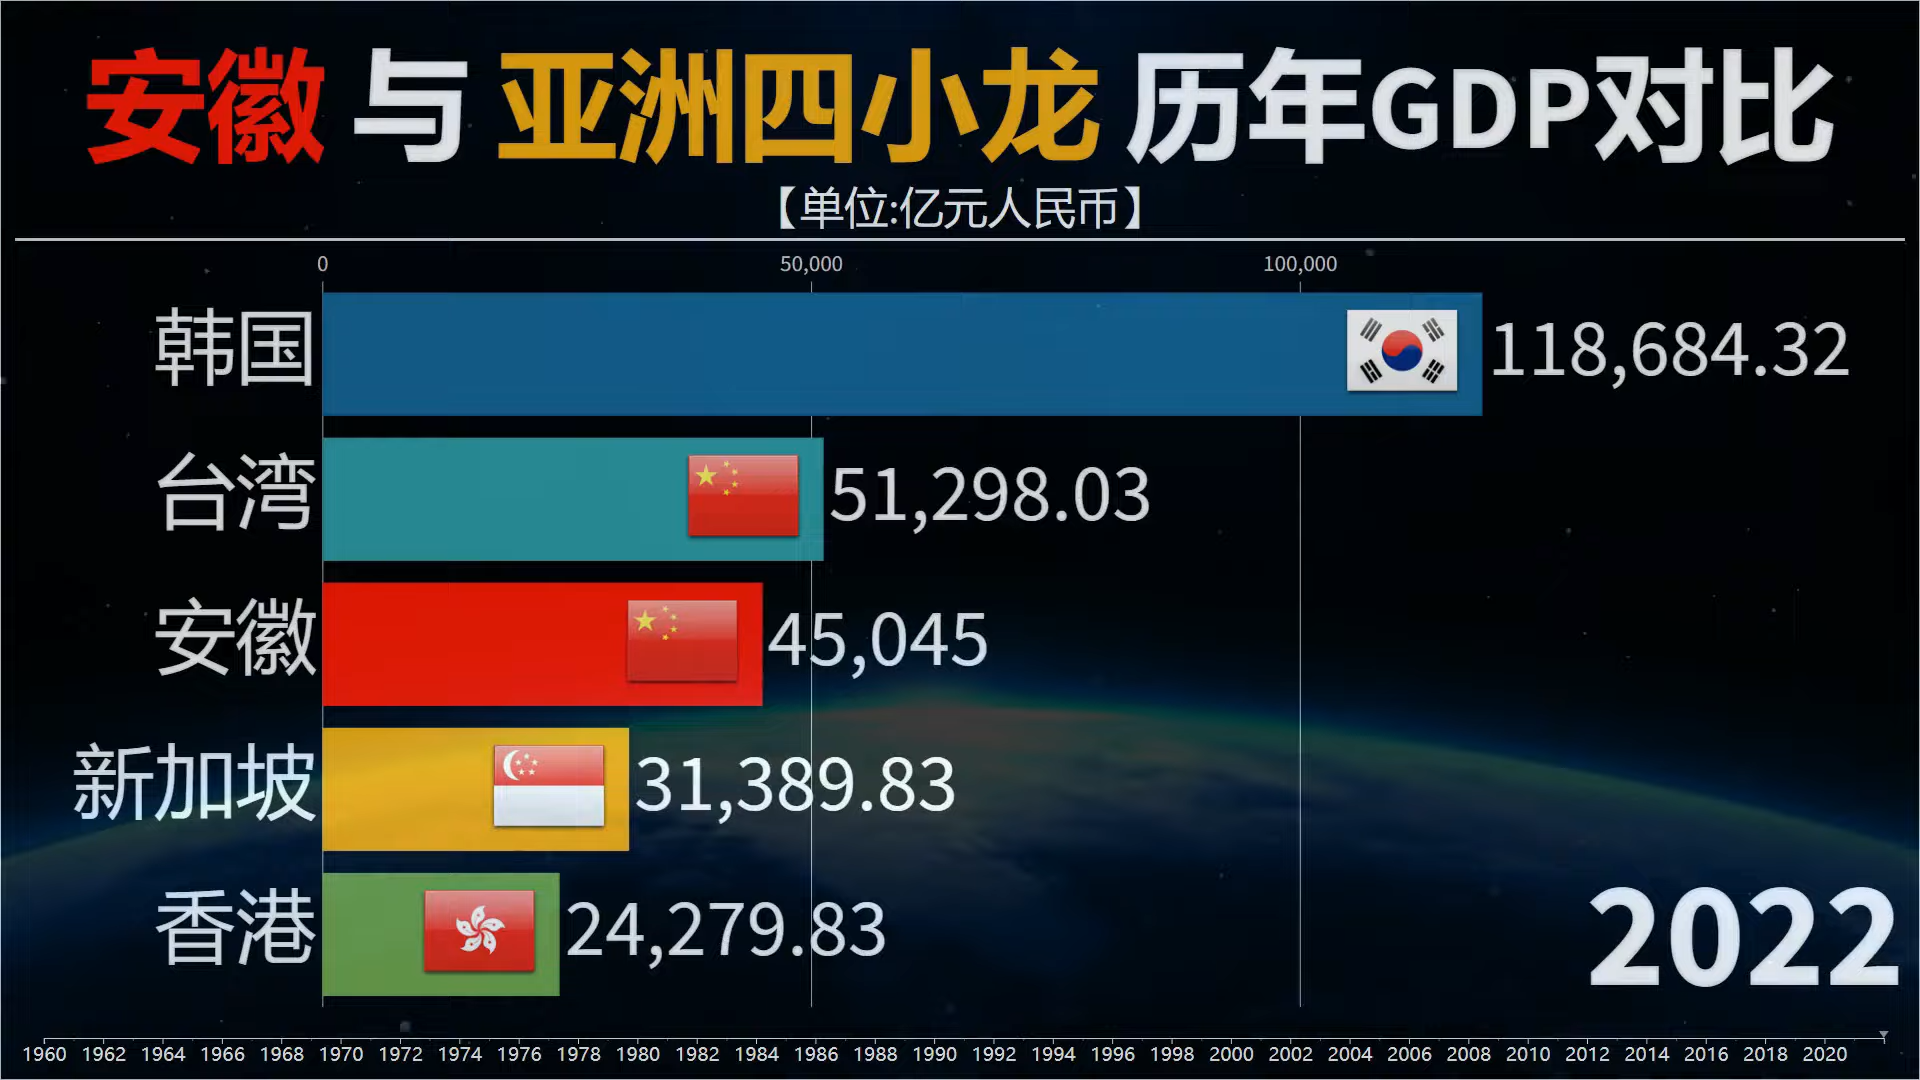 安徽 与 亚洲四小龙 历年GDP对比
【单位:亿元人民币】
0 50,000 100,000
韩国 118,684.32
台湾 51,298.03
安徽 45,045
新加坡 31,389.83
香港 24,279.83
2022
1960 1962 1964 1966 1968 1970 1972 1974 1976 1978 1980 1982 1984 1986 1988 1990 1992 1994 1996 1998 2000 2002 2004 2006 2008 2010 2012 2014 2016 2018 2020